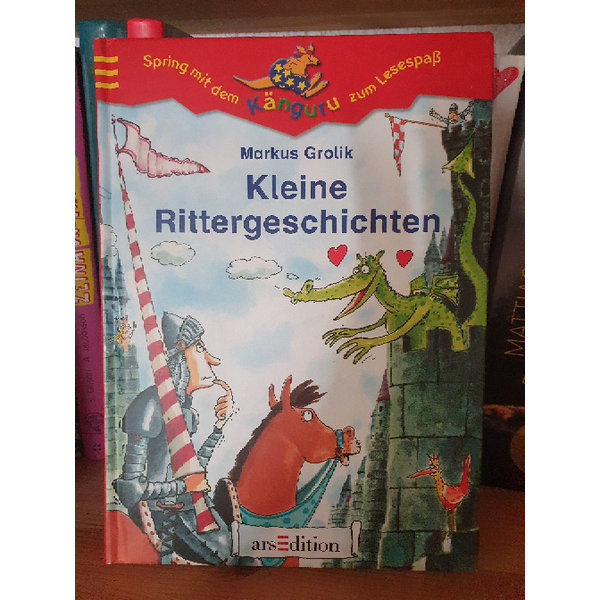 Spring mit dem Känguru zum Lesespaß
Markus Grolik
Kleine
Rittergeschichten
arsEdition